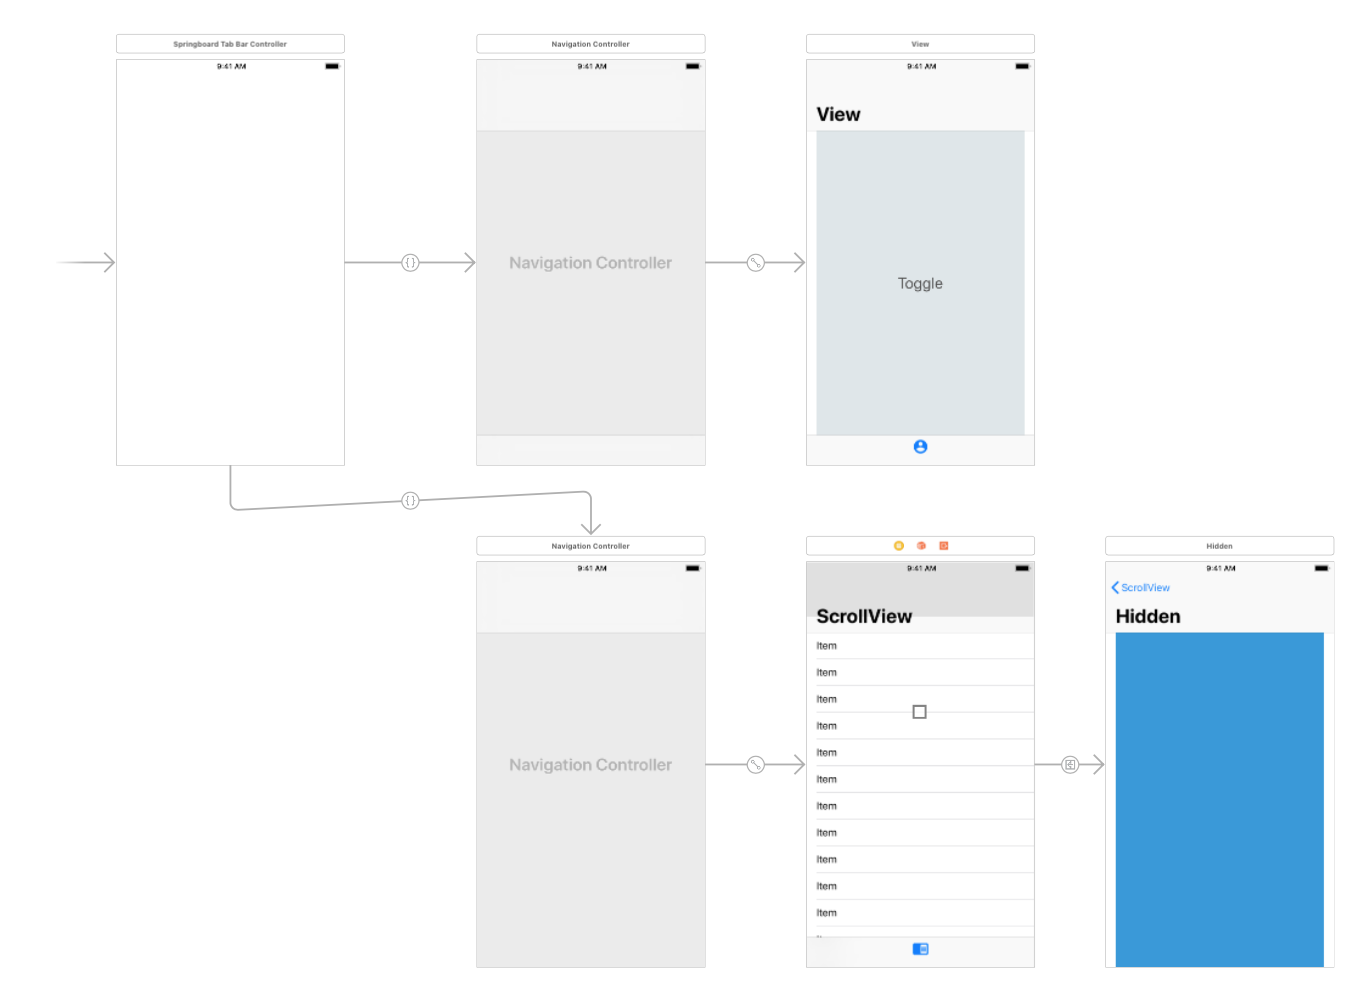 Springboard Tab Bar Controller
9:41 AM
Navigation Controller
9:41 AM
Navigation Controller
View
9:41 AM
View
Toggle
Navigation Controller
9:41 AM
Navigation Controller
9:41 AM
ScrollView
Item
Item
Item
Item
Item
Item
Item
Item
Item
Item
Item
Hidden
9:41 AM
ScrollView
Hidden